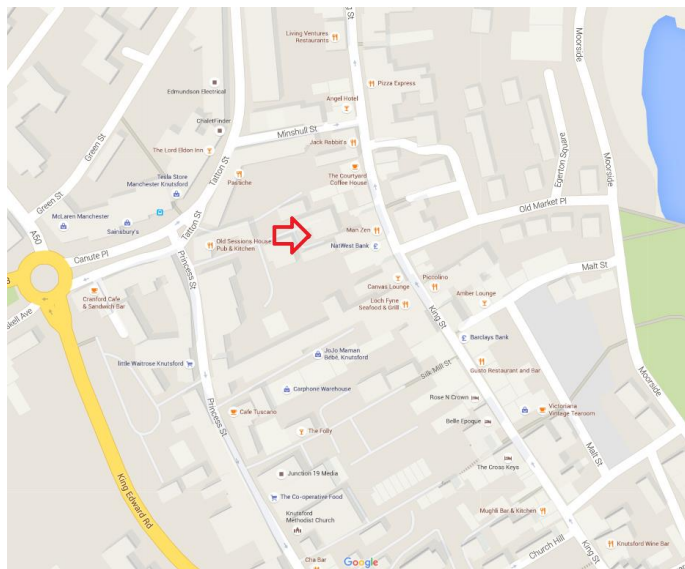 Living Ventures
Restaurants
g St
Moorside
Edmundson Electrical
Pizza Express
Angel Hotel
ChaletFinder
Minshull St
Green St
The Lord Eldon Inn
Jack Rabbit's
Tatton St
The Courtyard
Coffee House
Egerton Square
Moorside
Tesla Store
Manchester Knutsford
Pastiche
Green St
McLaren Manchester
Sainsbury's
Old Market Pl
A50
Tatton St
Man Zen
Old Sessions House
Pub & Kitchen
NatWest Bank
Canute Pl
Princess St
Malt St
Canvas Lounge
Piccolino
Cranford Cafe
& Sandwich Bar
Amber Lounge
Loch Fyne
Seafood & Grill
King St
Barclays Bank
JoJo Maman
Bébé, Knutsford
little Waitrose Knutsford
Silk Mill St
Gusto Restaurant and Bar
Moorside
Carphone Warehouse
Rose N Crown
Cafe Tuscano
Princess St
Victoriana
Vintage Tearoom
Belle Epoque
The Folly
Malt St
The Cross Keys
Junction 19 Media
King Edward Rd
The Co-operative Food
Mughli Bar & Kitchen
Knutsford
Methodist Church
King St
Church Hill
Knutsford Wine Bar
Cha Bar
Google